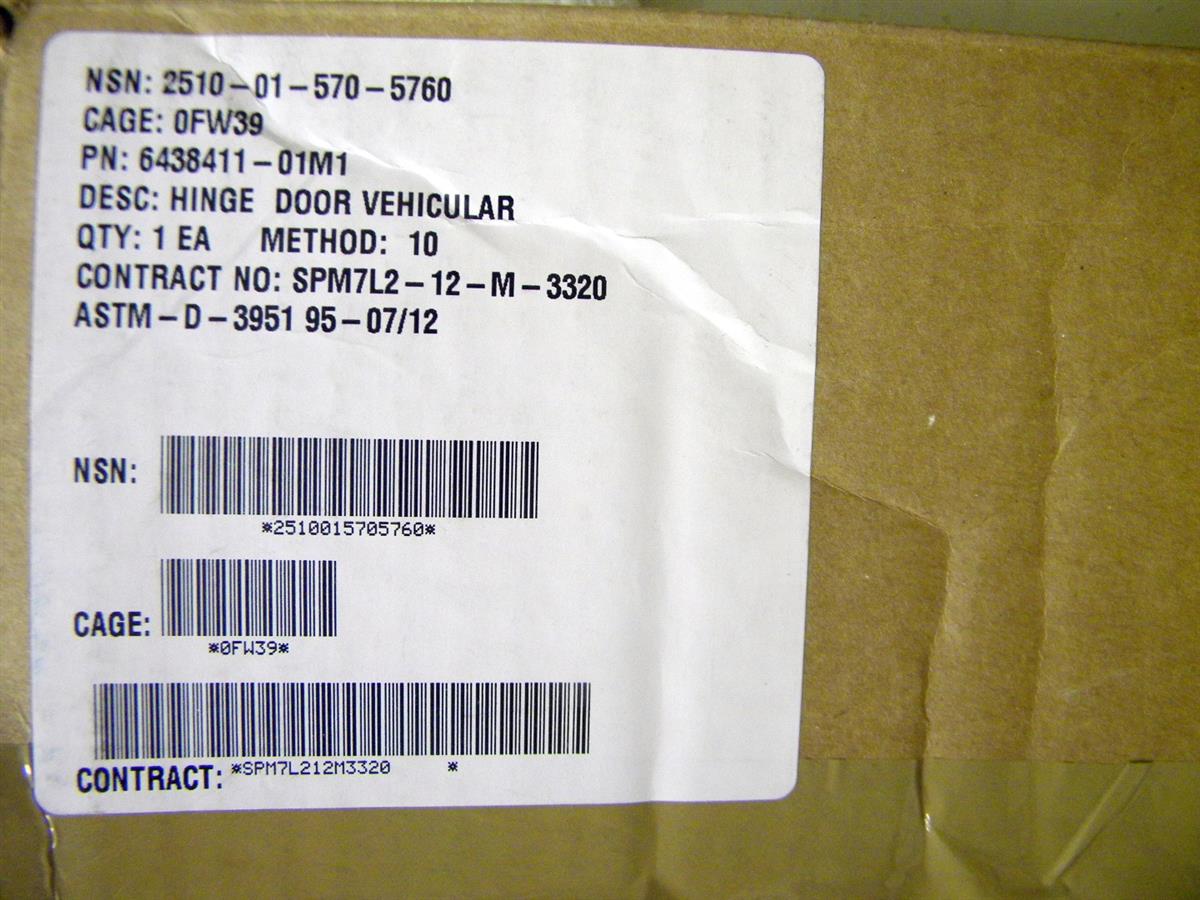 NSN: 2510-01-570-5760
CAGE: 0FW39
PN: 6438411-01M1
DESC: HINGE DOOR VEHICULAR
QTY: 1 EA METHOD: 10
CONTRACT NO: SPM7L2-12-M-3320
ASTM-D-3951 95-07/12
NSN:
*2510015705760*
CAGE:
*0FW39*
CONTRACT: *SPM7L212M3320 *